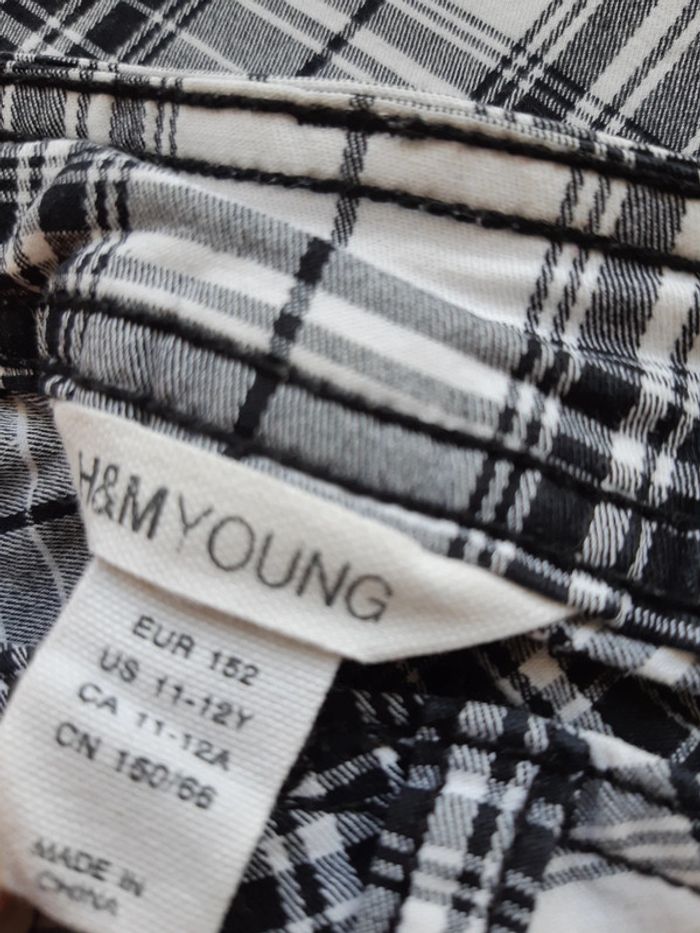 H&M YOUNG
EUR 152
US 11-12Y
CA 11-12A
CN 150/66
MADE IN
CHINA